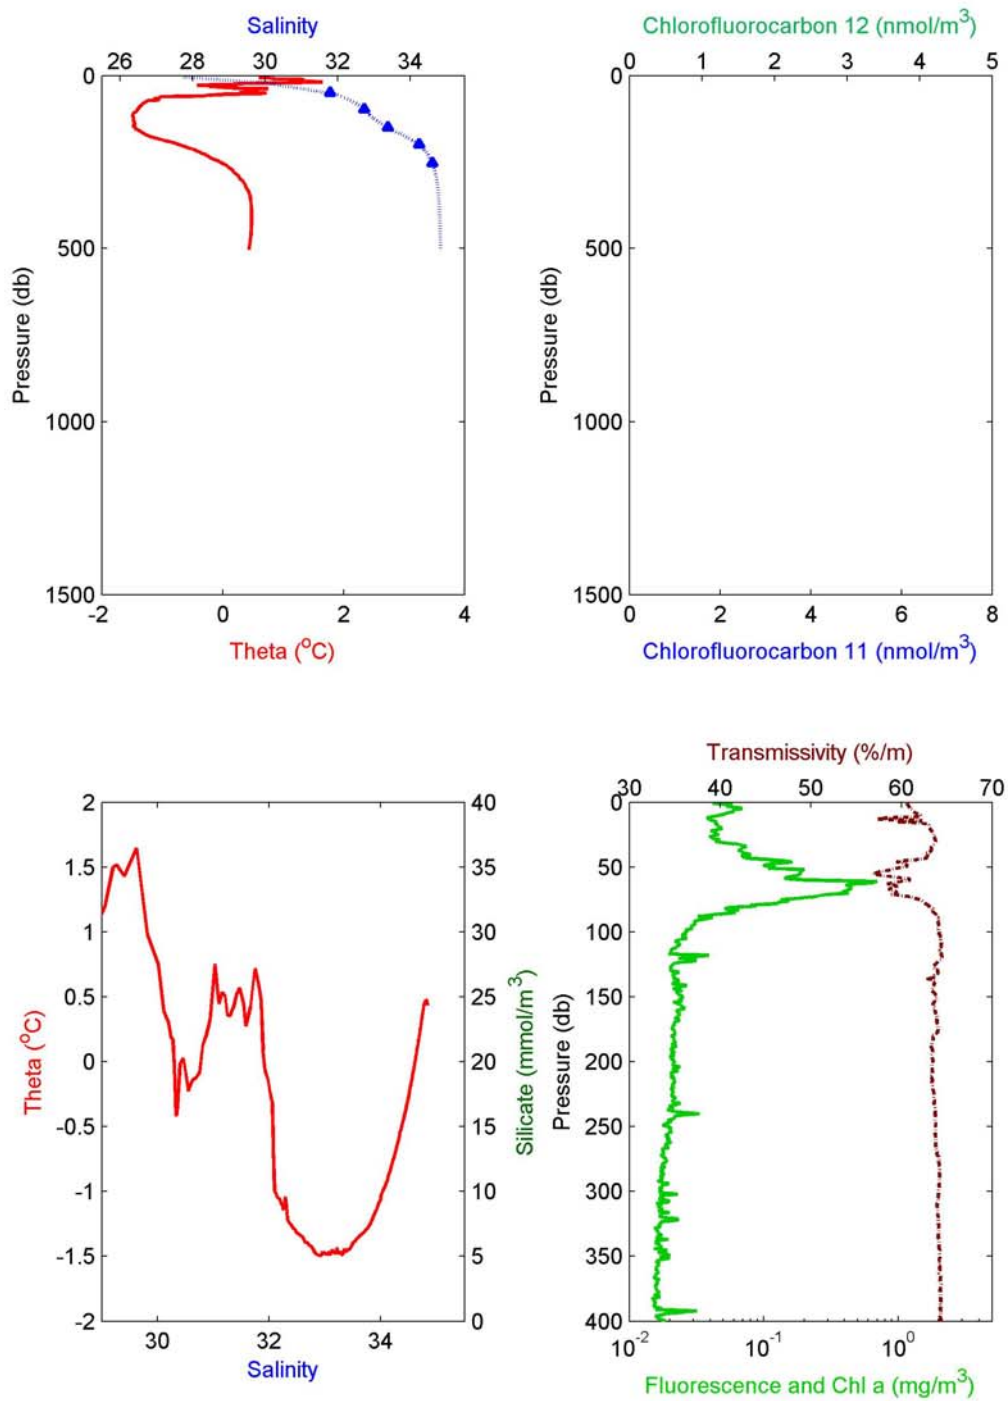 Salinity
26 28 30 32 34
0
500
1000
1500
Pressure (db)
-2 0 2 4
Theta (°C)
Chlorofluorocarbon 12 (nmol/m³)
0 1 2 3 4 5
0
500
1000
1500
Pressure (db)
0 2 4 6 8
Chlorofluorocarbon 11 (nmol/m³)
2
1.5
1
0.5
0
-0.5
-1
-1.5
-2
Theta (°C)
40
35
30
25
20
15
10
5
0
Silicate (mmol/m³)
30 32 34
Salinity
Transmissivity (%/m)
30 40 50 60 70
0
50
100
150
200
250
300
350
400
Pressure (db)
10⁻² 10⁻¹ 10⁰
Fluorescence and Chl a (mg/m³)